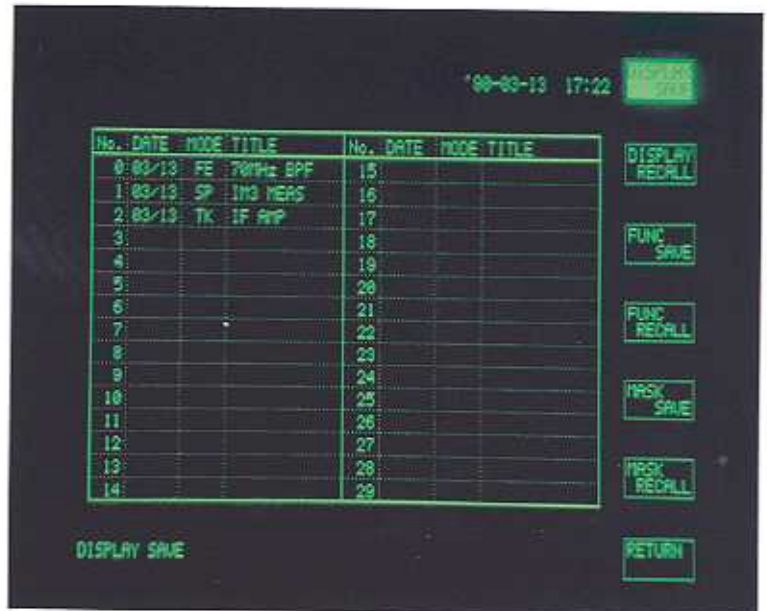 '90-03-13 17:22
DISPLAY
SAVE
No. DATE MODE TITLE
0 03/13 FE 70MHz BPF
1 03/13 SP IM3 MEAS
2 03/13 TK IF AMP
3
4
5
6
7
8
9
10
11
12
13
14
No. DATE MODE TITLE
15
16
17
18
19
20
21
22
23
24
25
26
27
28
29
DISPLAY
RECALL
FUNC
SAVE
FUNC
RECALL
MASK
SAVE
MASK
RECALL
RETURN
DISPLAY SAVE